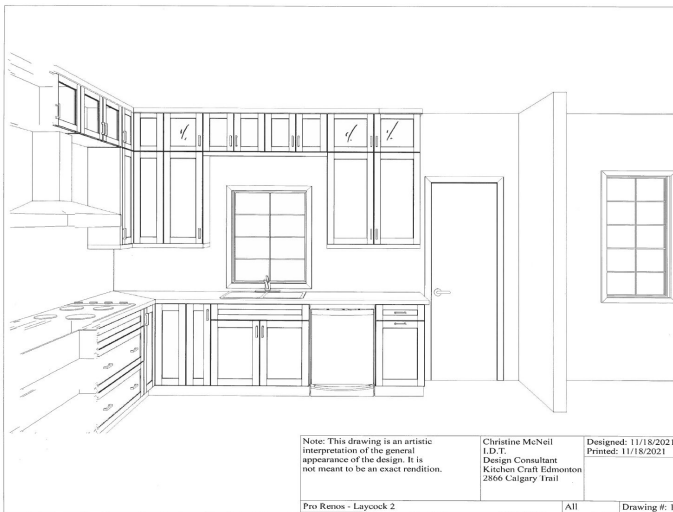 Note: This drawing is an artistic
interpretation of the general
appearance of the design. It is
not meant to be an exact rendition.
Christine McNeil
I.D.T.
Design Consultant
Kitchen Craft Edmonton
2866 Calgary Trail
Designed: 11/18/2021
Printed: 11/18/2021
Pro Renos - Laycock 2
All
Drawing #: 1